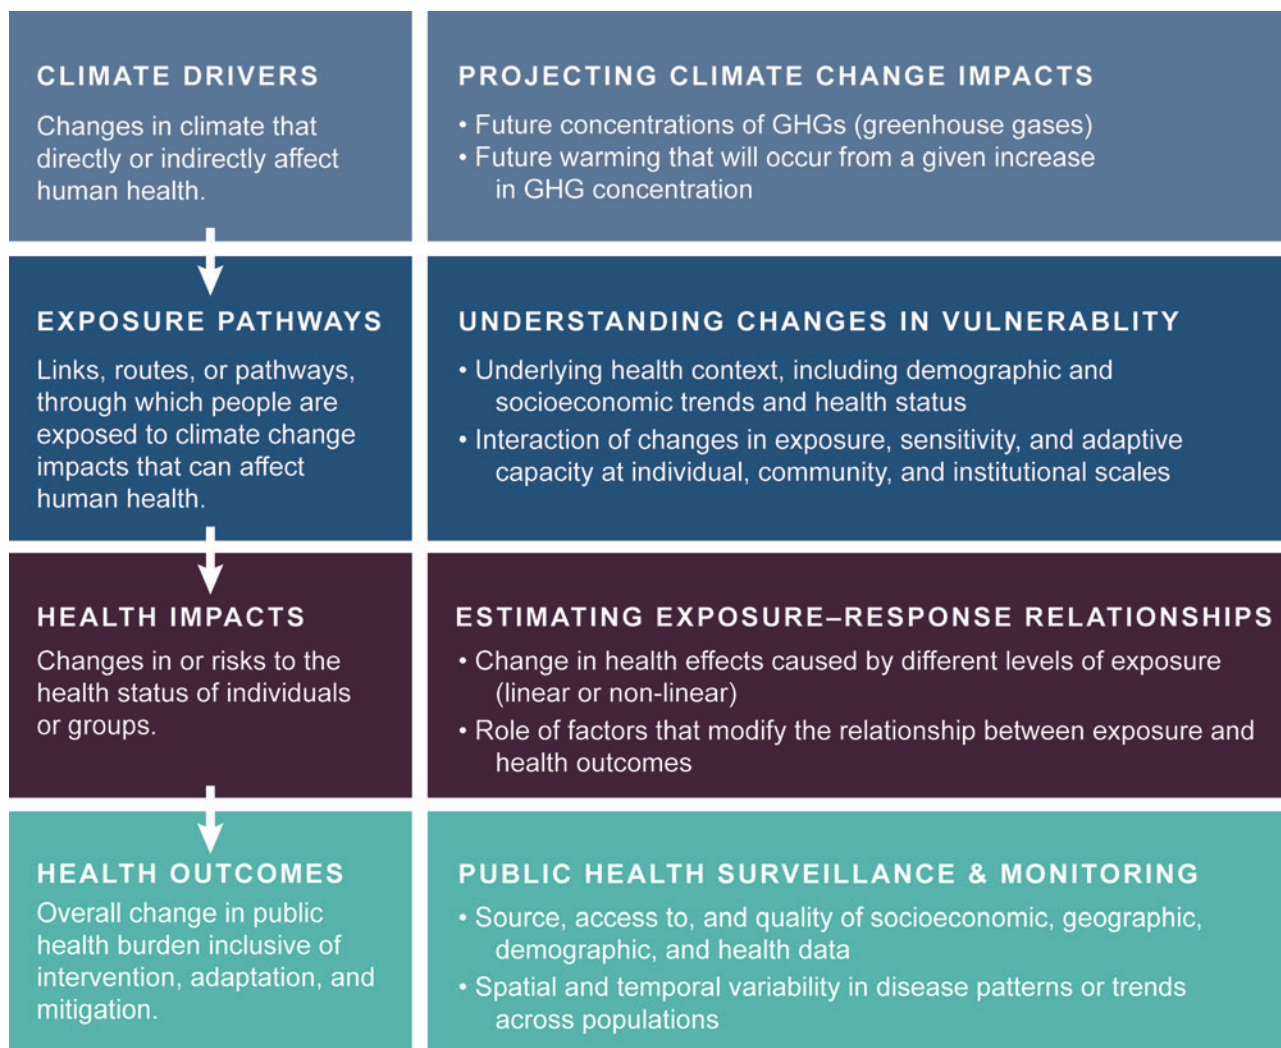 CLIMATE DRIVERS
Changes in climate that
directly or indirectly affect
human health.
PROJECTING CLIMATE CHANGE IMPACTS
• Future concentrations of GHGs (greenhouse gases)
• Future warming that will occur from a given increase
in GHG concentration
EXPOSURE PATHWAYS
Links, routes, or pathways,
through which people are
exposed to climate change
impacts that can affect
human health.
UNDERSTANDING CHANGES IN VULNERABLITY
• Underlying health context, including demographic and
socioeconomic trends and health status
• Interaction of changes in exposure, sensitivity, and adaptive
capacity at individual, community, and institutional scales
HEALTH IMPACTS
Changes in or risks to the
health status of individuals
or groups.
ESTIMATING EXPOSURE–RESPONSE RELATIONSHIPS
• Change in health effects caused by different levels of exposure
(linear or non-linear)
• Role of factors that modify the relationship between exposure and
health outcomes
HEALTH OUTCOMES
Overall change in public
health burden inclusive of
intervention, adaptation, and
mitigation.
PUBLIC HEALTH SURVEILLANCE & MONITORING
• Source, access to, and quality of socioeconomic, geographic,
demographic, and health data
• Spatial and temporal variability in disease patterns or trends
across populations